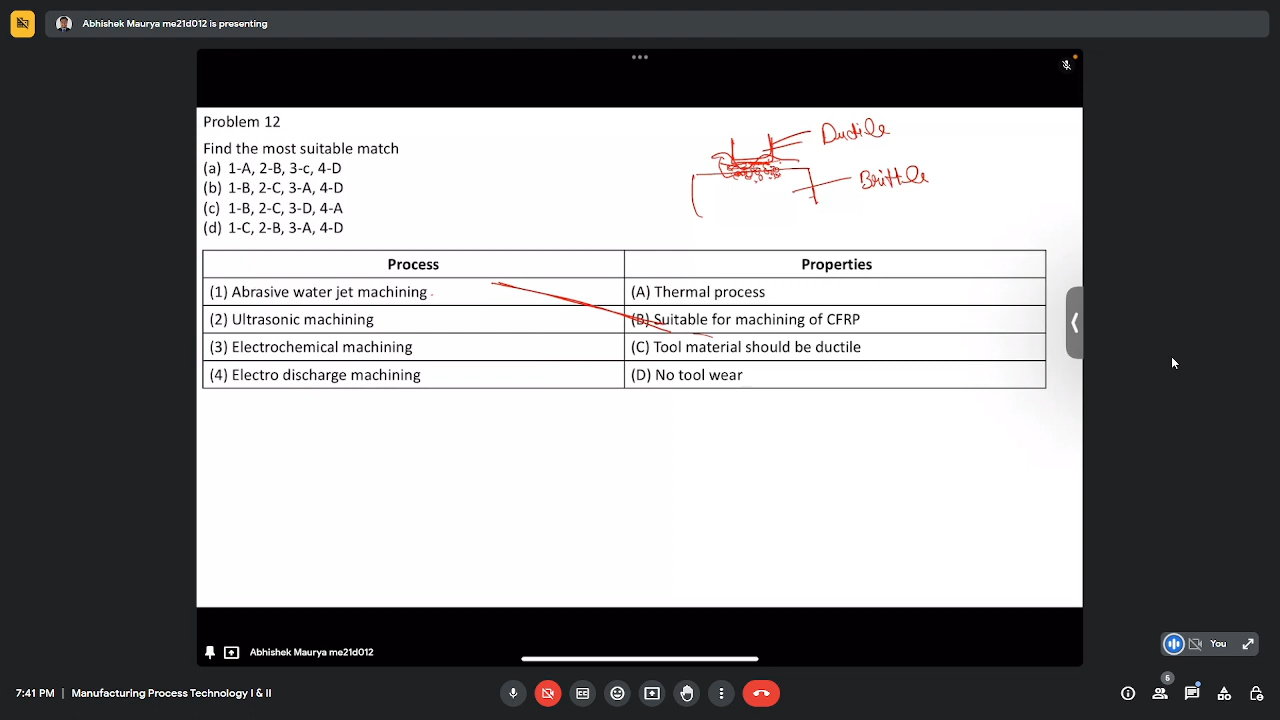 Abhishek Maurya me21d012 is presenting
Problem 12
Find the most suitable match
(a) 1-A, 2-B, 3-c, 4-D
(b) 1-B, 2-C, 3-A, 4-D
(c) 1-B, 2-C, 3-D, 4-A
(d) 1-C, 2-B, 3-A, 4-D
Ductile
Brittle
Process Properties
(1) Abrasive water jet machining (A) Thermal process
(2) Ultrasonic machining (B) Suitable for machining of CFRP
(3) Electrochemical machining (C) Tool material should be ductile
(4) Electro discharge machining (D) No tool wear
Abhishek Maurya me21d012
You
7:41 PM | Manufacturing Process Technology I & II
6